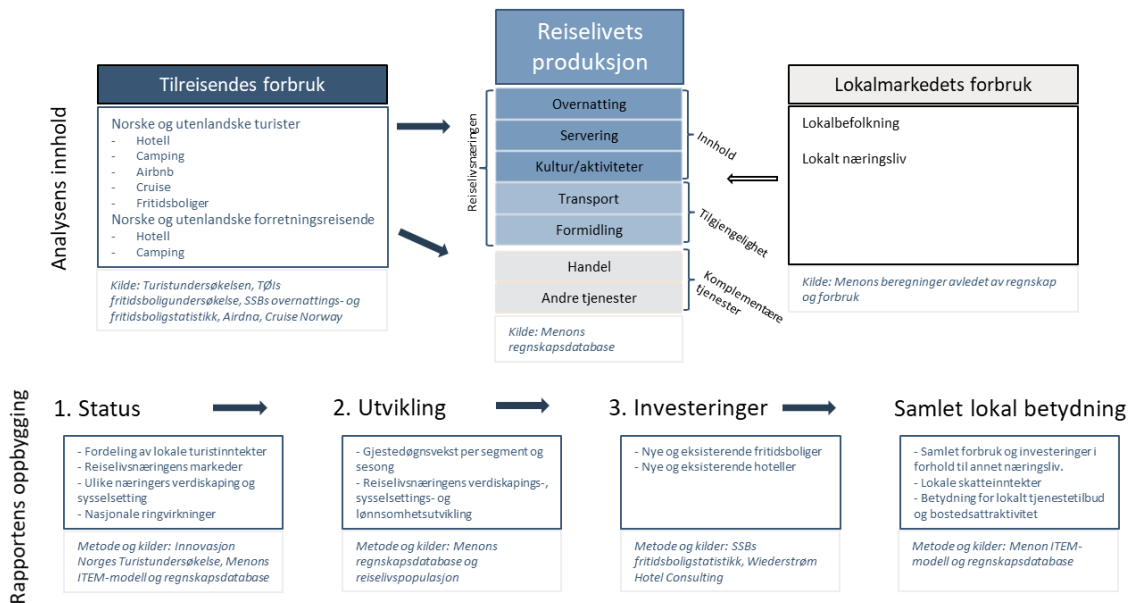 Analysens innhold
Tilreisendes forbruk
Norske og utenlandske turister
- Hotell
- Camping
- Airbnb
- Cruise
- Fritidsboliger
Norske og utenlandske forretningsreisende
- Hotell
- Camping
Kilde: Turistundersøkelsen, TØIs
fritidsboligundersøkelse, SSBs overnattings- og
fritidsboligstatistikk, Airdna, Cruise Norway
Reiselivets
produksjon
Reiselivsnæringen
Overnatting
Servering
Kultur/aktiviteter
Transport
Formidling
Handel
Andre tjenester
Innhold
Tilgjengelighet
Komplementære
tjenester
Kilde: Menons
regnskapsdatabase
Lokalmarkedets forbruk
Lokalbefolkning
Lokalt næringsliv
Kilde: Menons beregninger avledet av regnskap
og forbruk
Rapportens oppbygging
1. Status
- Fordeling av lokale turistinntekter
- Reiselivsnæringens markeder
- Ulike næringers verdiskaping og
sysselsetting
- Nasjonale ringvirkninger
Metode og kilder: Innovasjon
Norges Turistundersøkelse, Menons
ITEM-modell og regnskapsdatabase
2. Utvikling
- Gjestedøgnsvekst per segment og
sesong
- Reiselivsnæringens verdiskapings-,
sysselsettings- og
lønnsomhetsutvikling
Metode og kilder: Menons
regnskapsdatabase og
reiselivspopulasjon
3. Investeringer
- Nye og eksisterende fritidsboliger
- Nye og eksisterende hoteller
Metode og kilder: SSBs
fritidsboligstatistikk, Wiederstrøm
Hotel Consulting
Samlet lokal betydning
- Samlet forbruk og investeringer i
forhold til annet næringsliv.
- Lokale skatteinntekter
- Betydning for lokalt tjenestetilbud
og bostedsattraktivitet
Metode og kilder: Menon ITEM-
modell og regnskapsdatabase